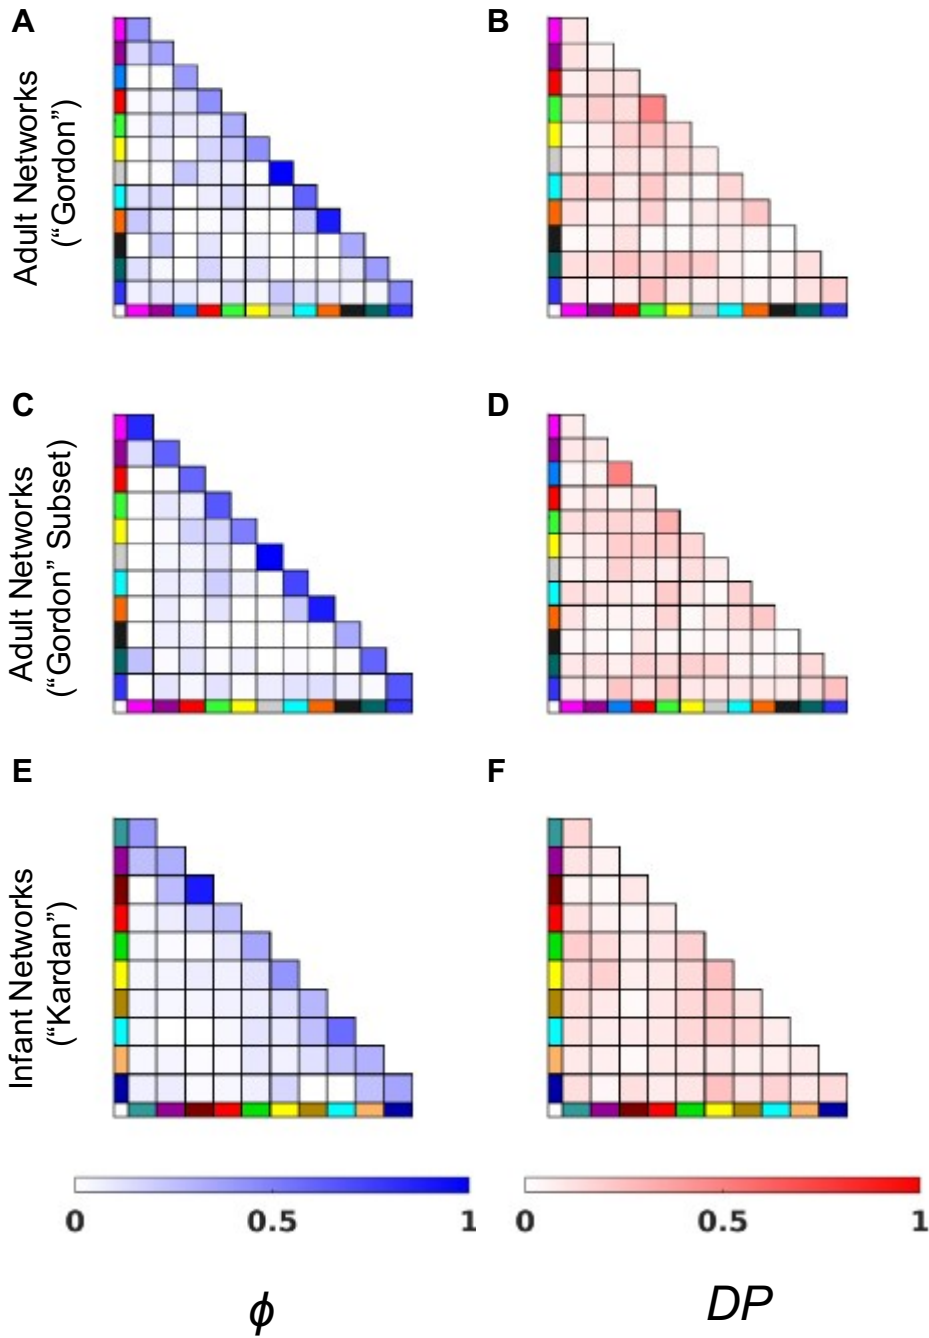 A
B
Adult Networks
(“Gordon”)
C
D
Adult Networks
(“Gordon” Subset)
E
F
Infant Networks
(“Kardan”)
0 0.5 1
0 0.5 1
ϕ
DP